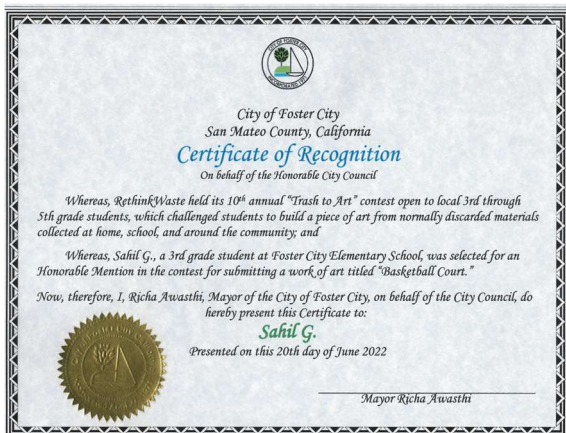 CITY OF FOSTER CITY
City of Foster City
San Mateo County, California
Certificate of Recognition
On behalf of the Honorable City Council
Whereas, RethinkWaste held its 10th annual "Trash to Art" contest open to local 3rd through
5th grade students, which challenged students to build a piece of art from normally discarded materials
collected at home, school, and around the community; and
Whereas, Sahil G., a 3rd grade student at Foster City Elementary School, was selected for an
Honorable Mention in the contest for submitting a work of art titled "Basketball Court."
Now, therefore, I, Richa Awasthi, Mayor of the City of Foster City, on behalf of the City Council, do
hereby present this Certificate to:
Sahil G.
Presented on this 20th day of June 2022
Mayor Richa Awasthi